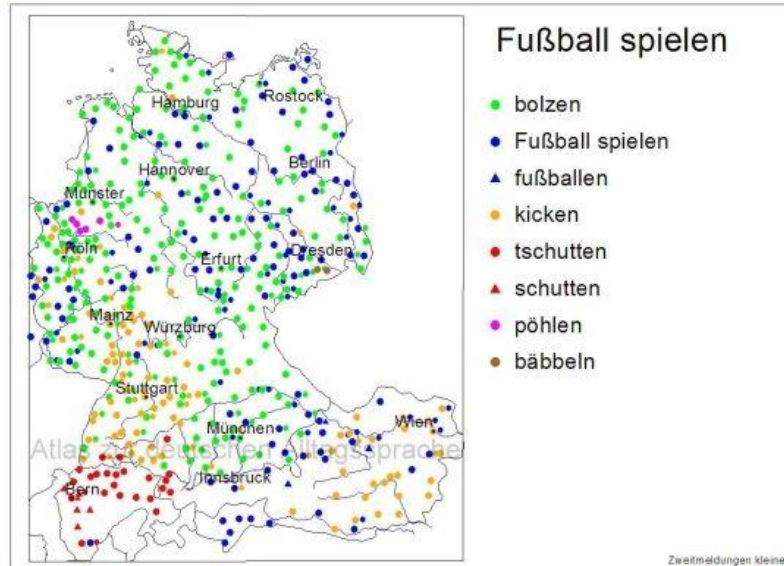 Fußball spielen
bolzen
Fußball spielen
fußballen
kicken
tschutten
schutten
pöhlen
bäbbeln
Hamburg
Rostock
Hannover
Berlin
Münster
Köln
Erfurt
Dresden
Mainz
Würzburg
Stuttgart
München
Wien
Atlas zur deutschen Alltagssprache
Innsbruck
Bern
Zweitmeldungen kleine